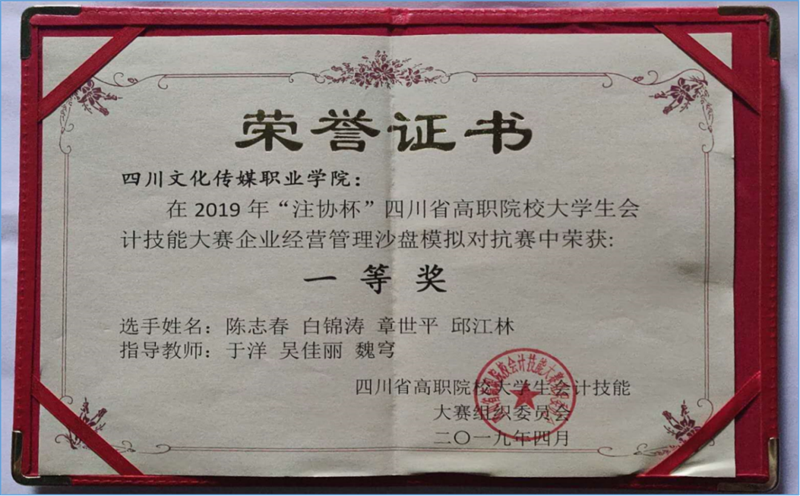 荣誉证书
四川文化传媒职业学院：
在2019年“注协杯”四川省高职院校大学生会
计技能大赛企业经营管理沙盘模拟对抗赛中荣获:
一等奖
选手姓名：陈志春 白锦涛 章世平 邱江林
指导教师：于洋 吴佳丽 魏穹
四川省高职院校大学生会计技能
大赛组织委员会
二〇一九年四月